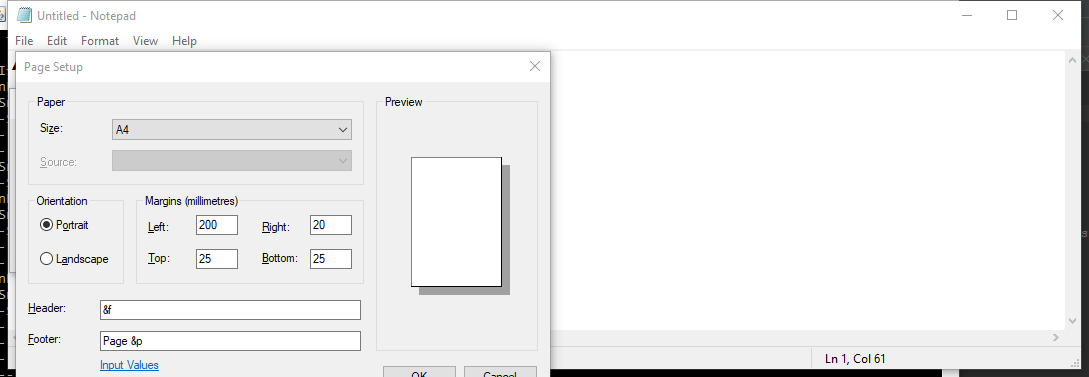 Untitled - Notepad
File Edit Format View Help
Page Setup
Paper
Size: A4
Source:
Preview
Orientation
Portrait
Landscape
Margins (millimetres)
Left: 200 Right: 20
Top: 25 Bottom: 25
Header: &f
Footer: Page &p
Input Values
OK Cancel
Ln 1, Col 61